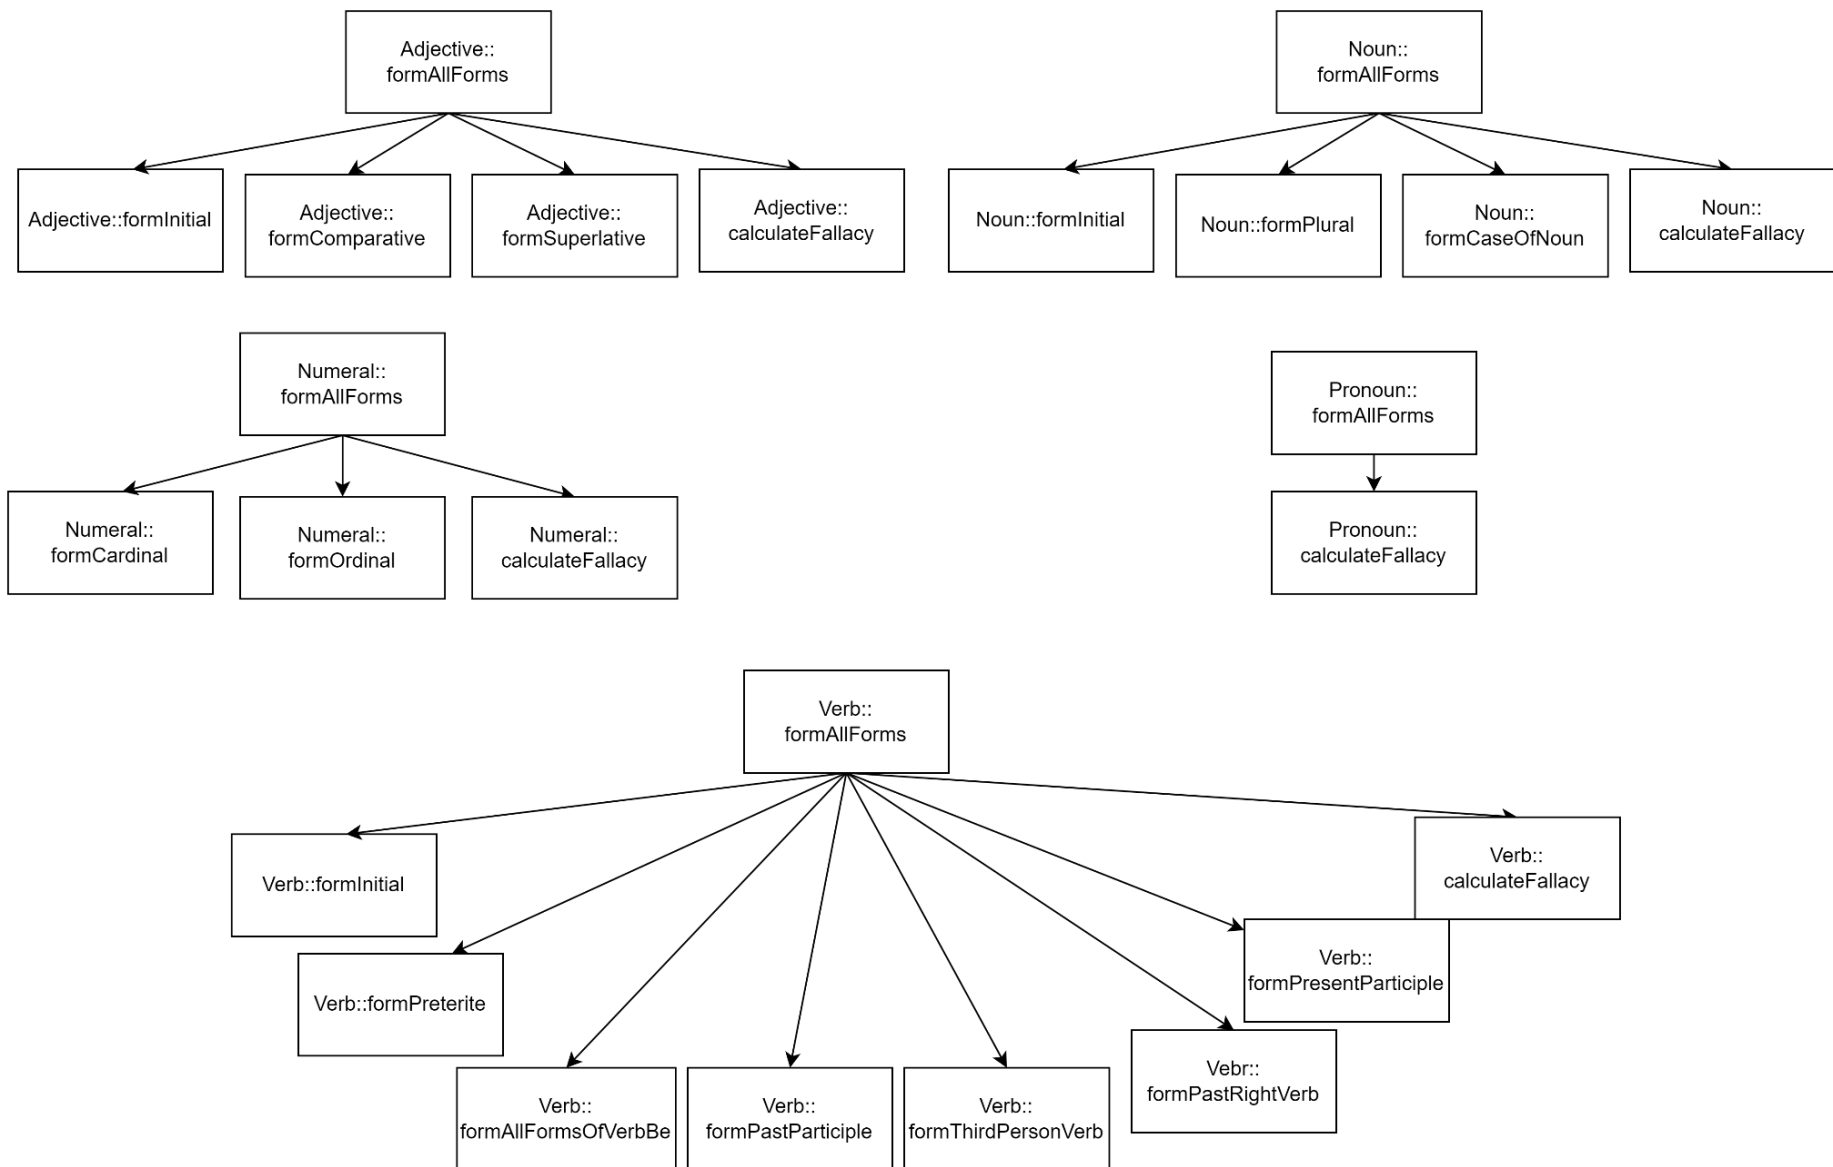 Adjective::
formAllForms
Noun::
formAllForms
Adjective::formInitial
Adjective::
formComparative
Adjective::
formSuperlative
Adjective::
calculateFallacy
Noun::formInitial
Noun::formPlural
Noun::
formCaseOfNoun
Noun::
calculateFallacy
Numeral::
formAllForms
Pronoun::
formAllForms
Numeral::
formCardinal
Numeral::
formOrdinal
Numeral::
calculateFallacy
Pronoun::
calculateFallacy
Verb::
formAllForms
Verb::formInitial
Verb::
calculateFallacy
Verb::formPreterite
Verb::
formPresentParticiple
Verb::
formAllFormsOfVerbBe
Verb::
formPastParticiple
Verb::
formThirdPersonVerb
Vebr::
formPastRightVerb